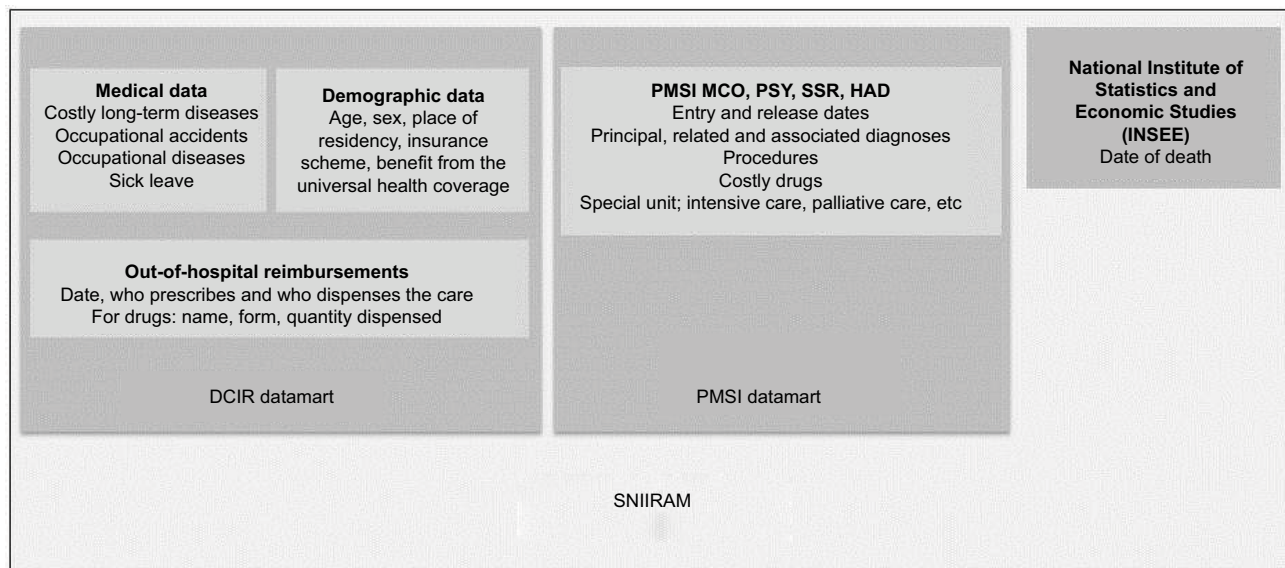 Medical data
Costly long-term diseases
Occupational accidents
Occupational diseases
Sick leave
Demographic data
Age, sex, place of
residency, insurance
scheme, benefit from the
universal health coverage
Out-of-hospital reimbursements
Date, who prescribes and who dispenses the care
For drugs: name, form, quantity dispensed
DCIR datamart
PMSI MCO, PSY, SSR, HAD
Entry and release dates
Principal, related and associated diagnoses
Procedures
Costly drugs
Special unit; intensive care, palliative care, etc
PMSI datamart
National Institute of
Statistics and
Economic Studies
(INSEE)
Date of death
SNIIRAM